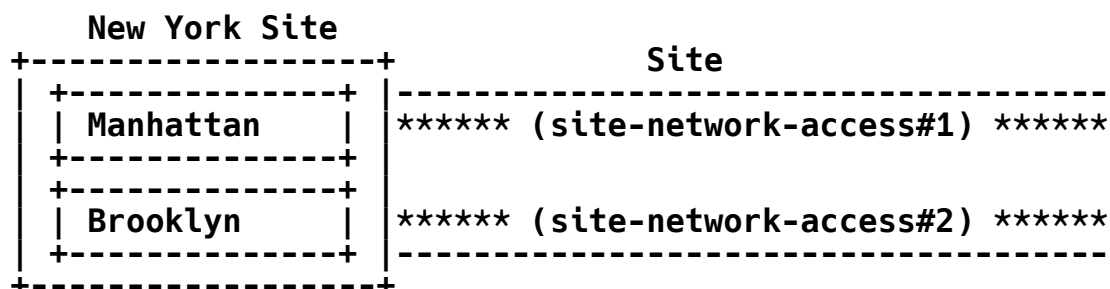 New York Site
+------------------+             Site
| +--------------+ |-------------------------------------
| | Manhattan    | |****** (site-network-access#1) ******
| +--------------+ |
| +--------------+ |
| | Brooklyn     | |****** (site-network-access#2) ******
| +--------------+ |-------------------------------------
+------------------+